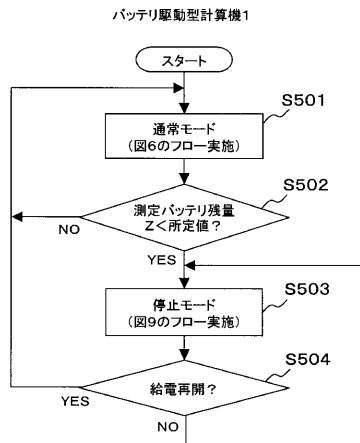 バッテリ駆動型計算機1
スタート
S501
通常モード
(図6のフロー実施)
S502
測定バッテリ残量
Z<所定値?
NO
YES
S503
停止モード
(図9のフロー実施)
S504
給電再開?
YES
NO